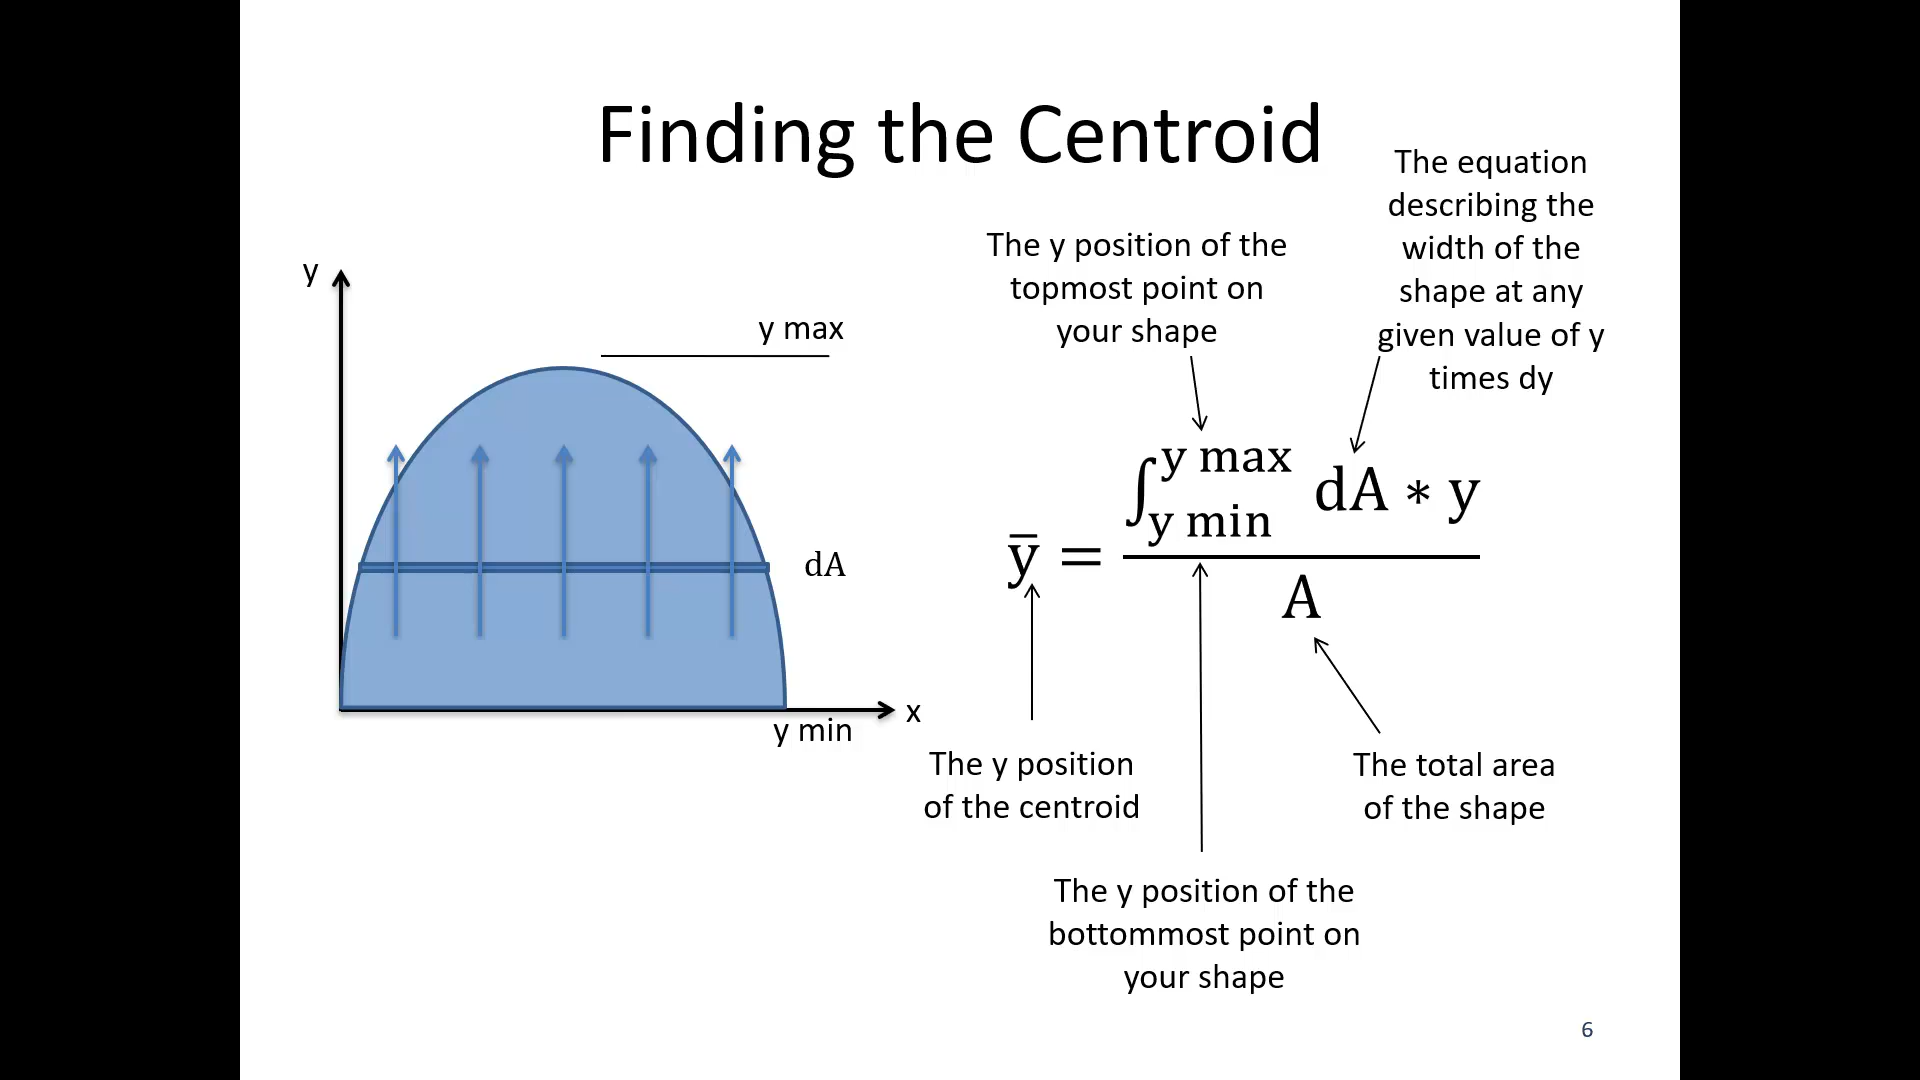 Finding the Centroid
The equation
describing the
width of the
shape at any
given value of y
times dy
The y position of the
topmost point on
your shape
y
y max
dA
x
y min
y̅ = ∫ y max y min dA * y
A
The y position
of the centroid
The total area
of the shape
The y position of the
bottommost point on
your shape
6